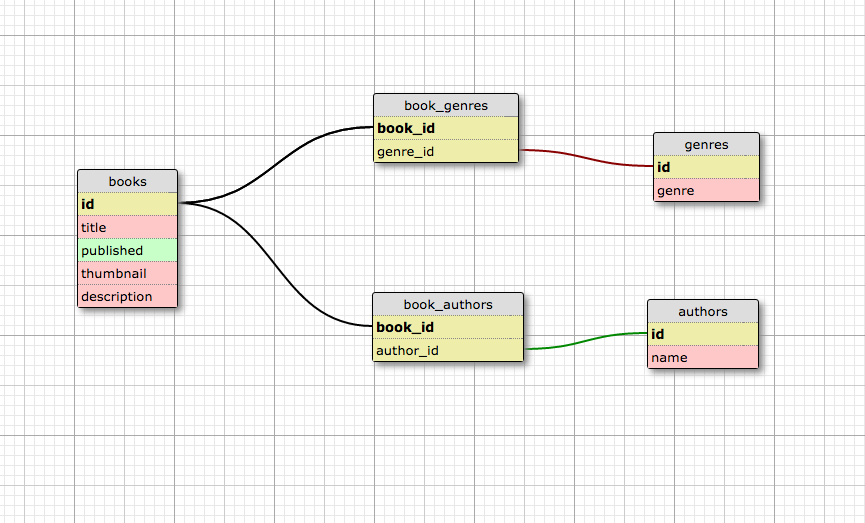 books
id
title
published
thumbnail
description
book_genres
book_id
genre_id
genres
id
genre
book_authors
book_id
author_id
authors
id
name